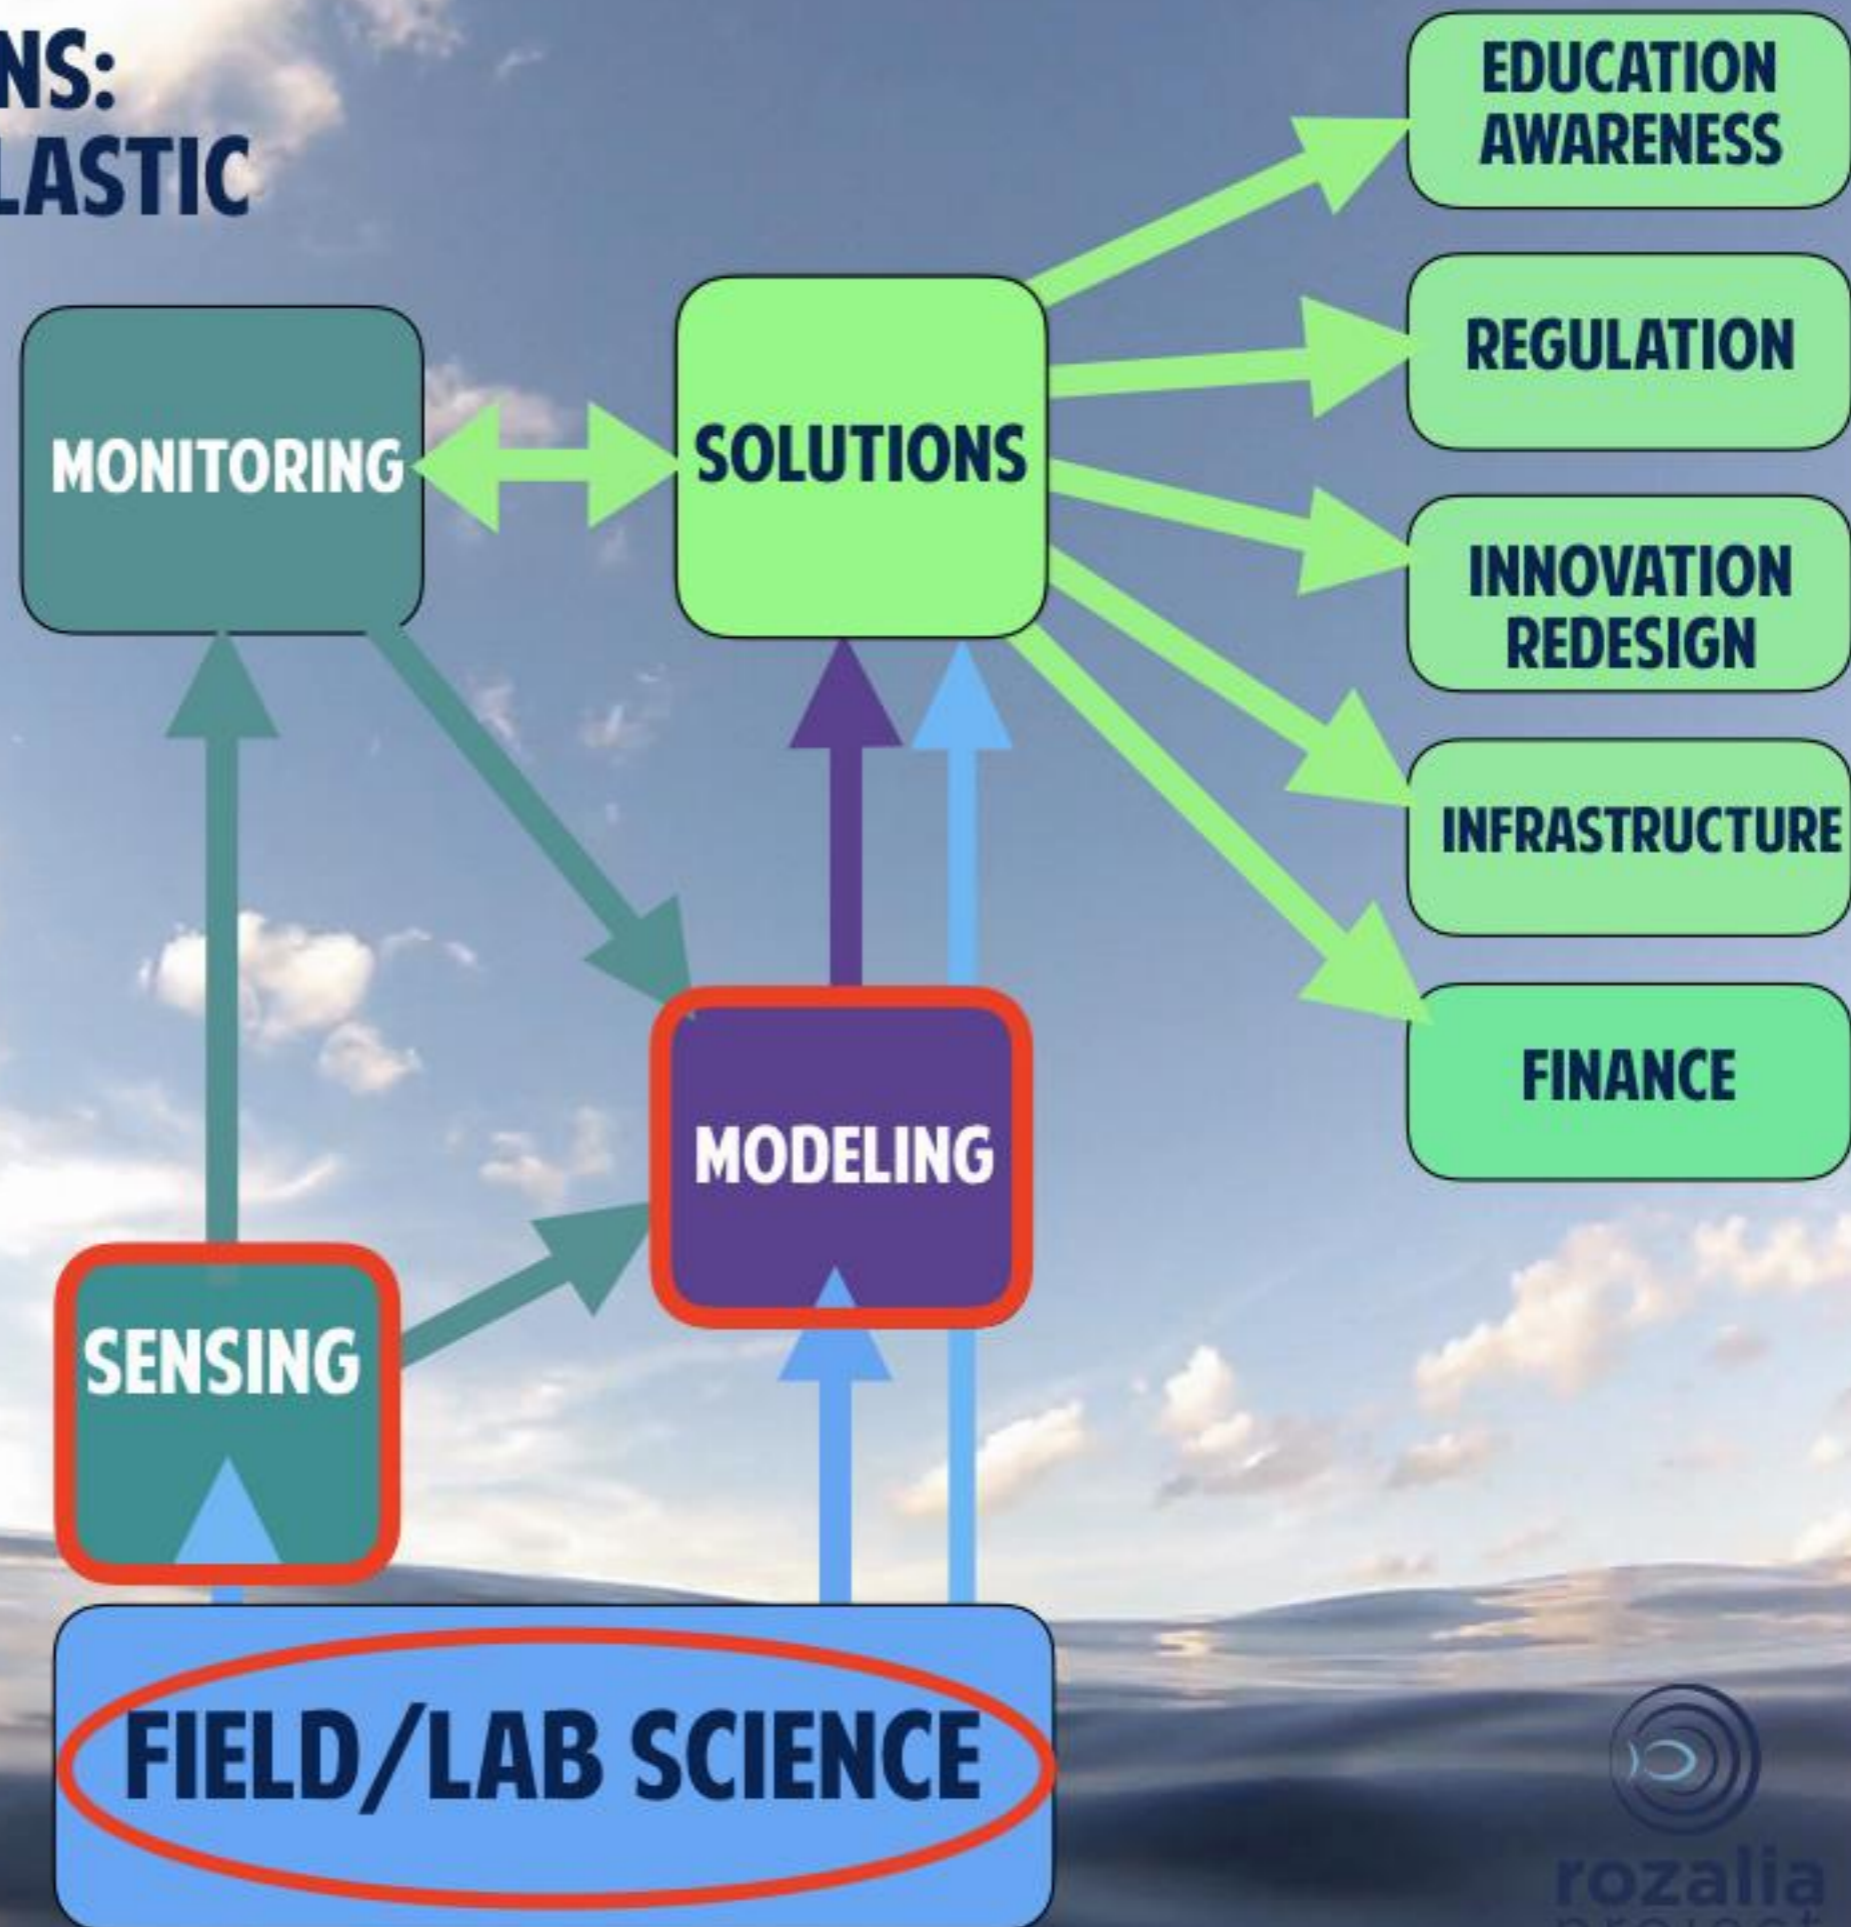 NS:
LASTIC
EDUCATION
AWARENESS
MONITORING
SOLUTIONS
REGULATION
INNOVATION
REDESIGN
INFRASTRUCTURE
MODELING
FINANCE
SENSING
FIELD/LAB SCIENCE
rozalia